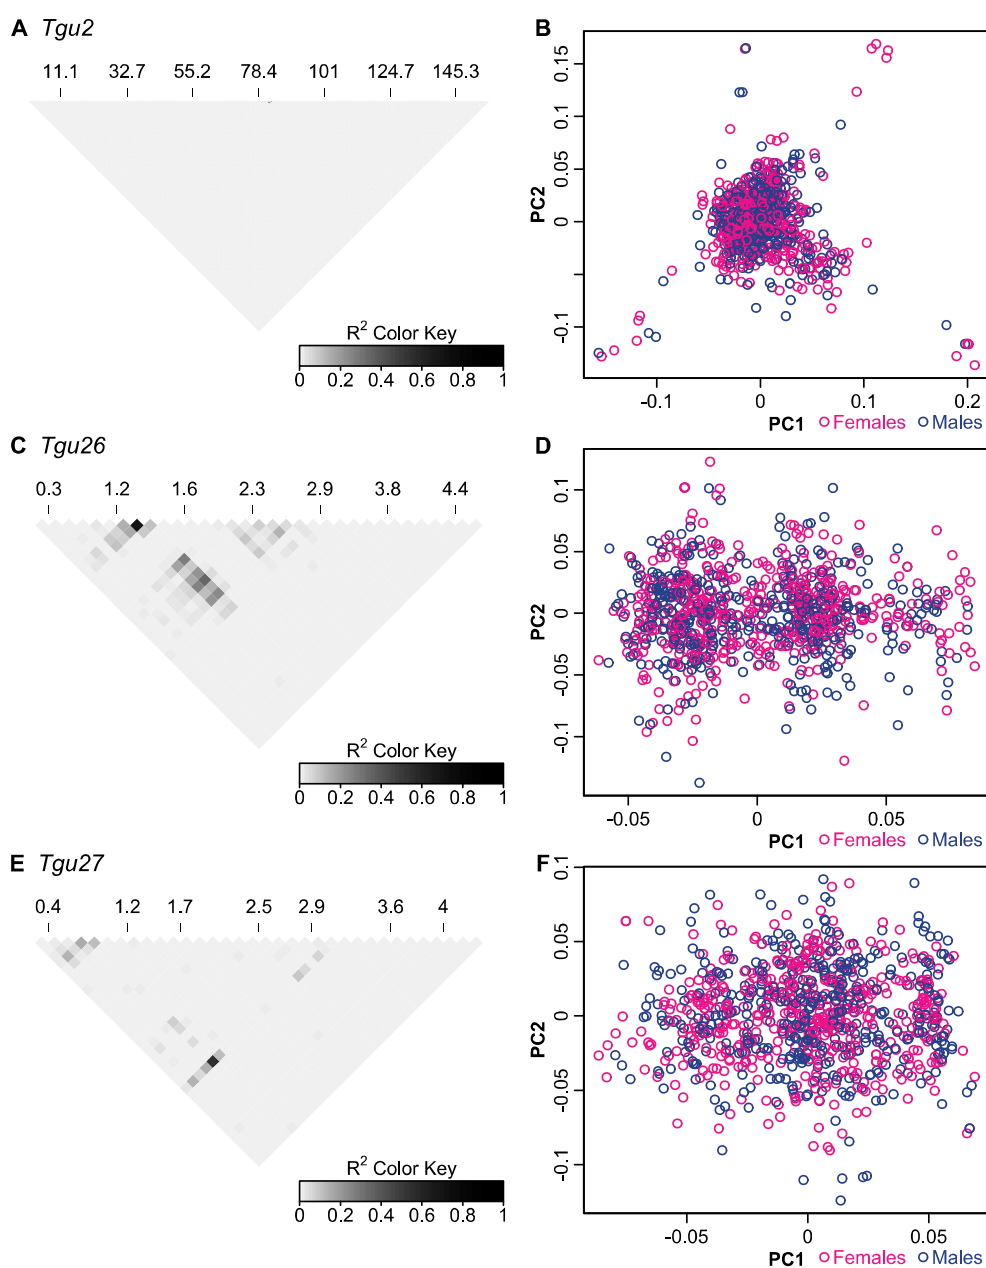 A Tgu2
11.1 32.7 55.2 78.4 101 124.7 145.3
R2 Color Key
0 0.2 0.4 0.6 0.8 1
B
0.15
0.1
0.05
0
-0.1
PC2
-0.1 0 0.1 0.2
PC1 Females Males
C Tgu26
0.3 1.2 1.6 2.3 2.9 3.8 4.4
R2 Color Key
0 0.2 0.4 0.6 0.8 1
D
0.1
0.05
0
-0.05
-0.1
PC2
-0.05 0 0.05
PC1 Females Males
E Tgu27
0.4 1.2 1.7 2.5 2.9 3.6 4
R2 Color Key
0 0.2 0.4 0.6 0.8 1
F
0.1
0.05
0
-0.05
-0.1
PC2
-0.05 0 0.05
PC1 Females Males